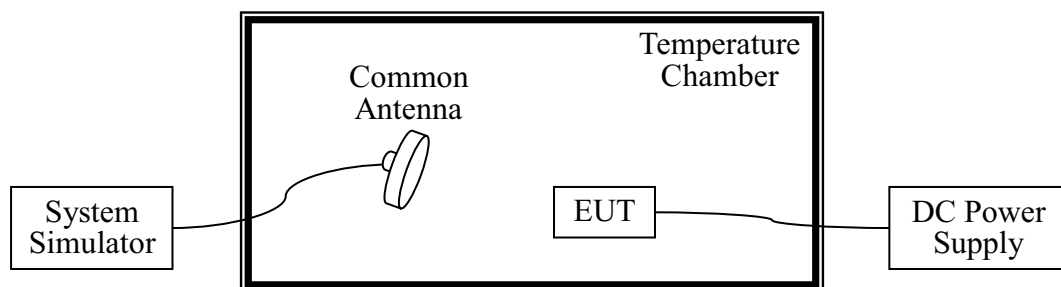 Temperature
Chamber
Common
Antenna
System
Simulator
EUT
DC Power
Supply